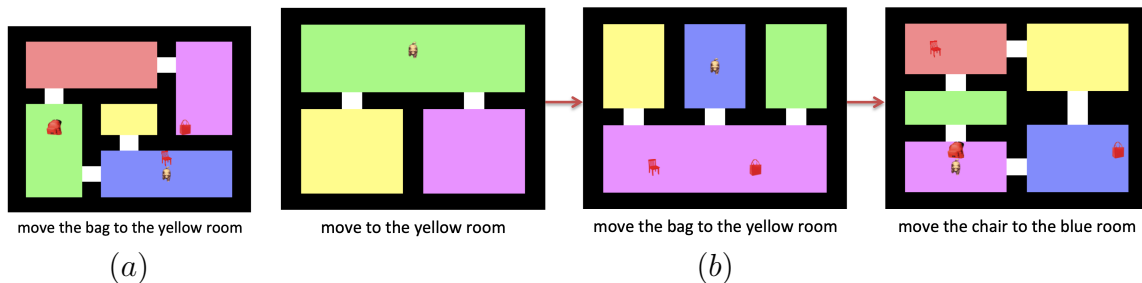 move the bag to the yellow room
move to the yellow room
move the bag to the yellow room
move the chair to the blue room
(a)
(b)